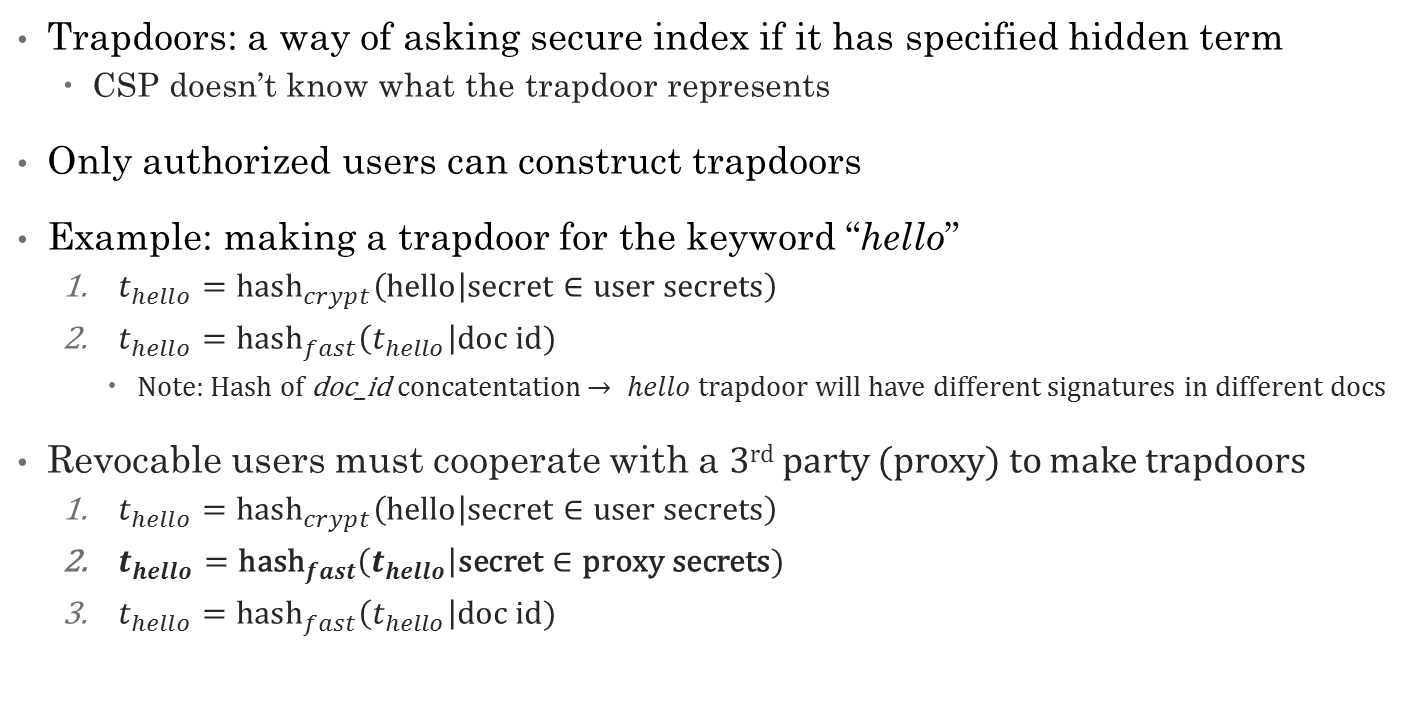 • Trapdoors: a way of asking secure index if it has specified hidden term
• CSP doesn't know what the trapdoor represents
• Only authorized users can construct trapdoors
• Example: making a trapdoor for the keyword “hello”
1. t_hello = hash_crypt(hello|secret ∈ user secrets)
2. t_hello = hash_fast(t_hello|doc id)
• Note: Hash of doc_id concatentation → hello trapdoor will have different signatures in different docs
• Revocable users must cooperate with a 3rd party (proxy) to make trapdoors
1. t_hello = hash_crypt(hello|secret ∈ user secrets)
2. t_hello = hash_fast(t_hello|secret ∈ proxy secrets)
3. t_hello = hash_fast(t_hello|doc id)